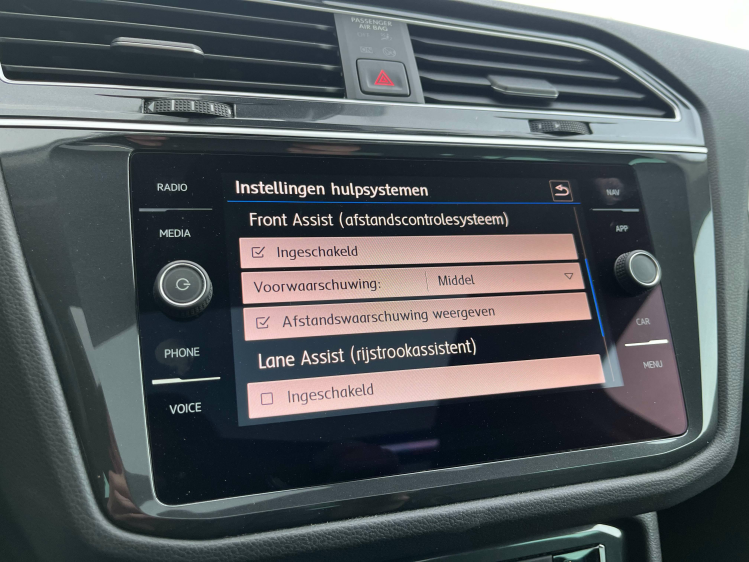 PASSENGER
AIR BAG
RADIO
MEDIA
PHONE
VOICE
Instellingen hulpsystemen
Front Assist (afstandscontrolesysteem)
Ingeschakeld
Voorwaarschuwing: Middel
Afstandswaarschuwing weergeven
Lane Assist (rijstrookassistent)
Ingeschakeld
NAV
APP
CAR
MENU